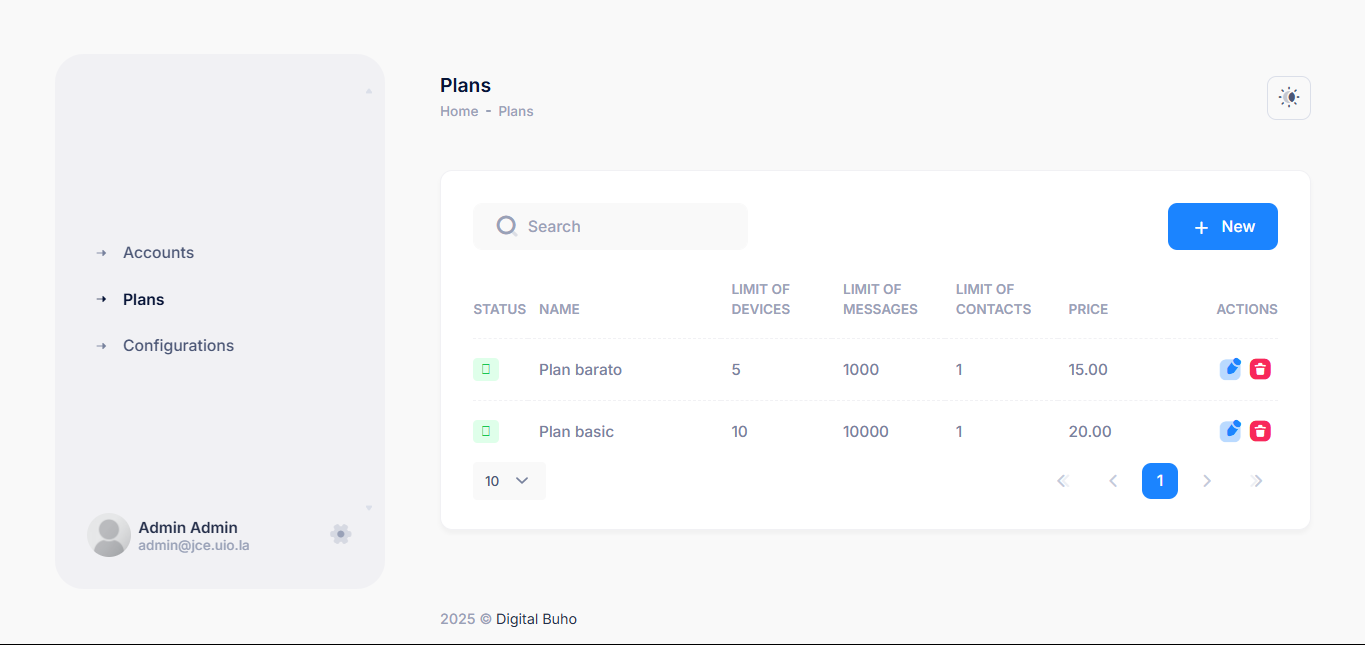 Plans
Home - Plans
Accounts
Plans
Configurations
Admin Admin
admin@jce.uio.la
Search
+ New
STATUS NAME LIMIT OF DEVICES LIMIT OF MESSAGES LIMIT OF CONTACTS PRICE ACTIONS
Plan barato 5 1000 1 15.00
Plan basic 10 10000 1 20.00
10
1
2025 © Digital Buho